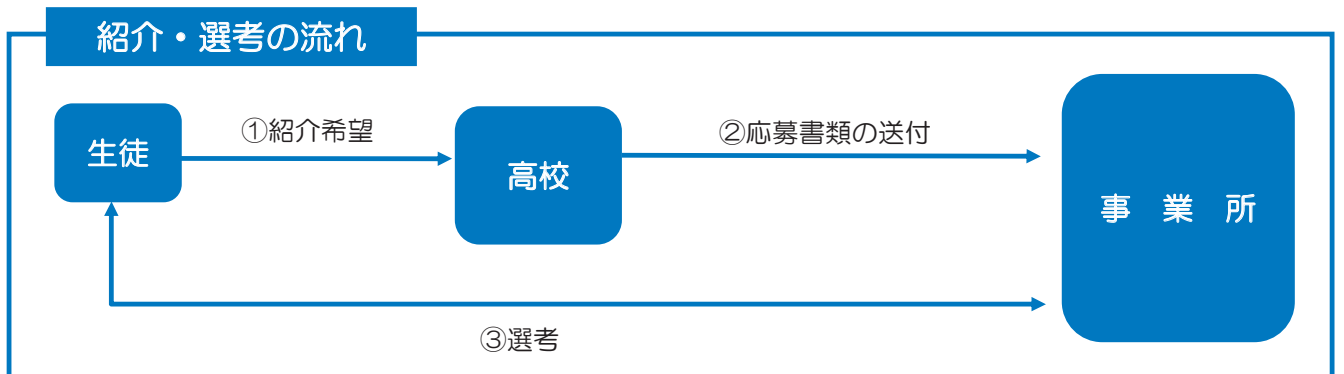 紹介・選考の流れ
①紹介希望
②応募書類の送付
生徒
高校
事 業 所
③選考